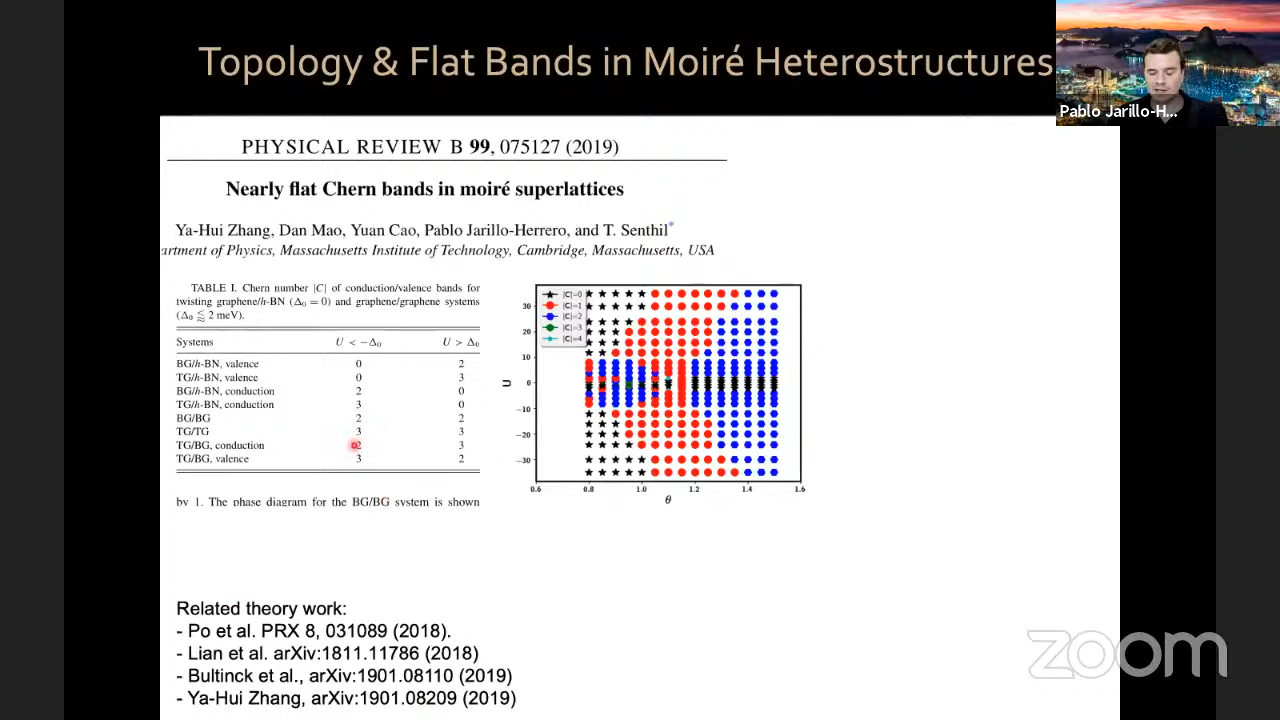 Topology & Flat Bands in Moiré Heterostructures
Pablo Jarillo-H...
PHYSICAL REVIEW B 99, 075127 (2019)
Nearly flat Chern bands in moiré superlattices
Ya-Hui Zhang, Dan Mao, Yuan Cao, Pablo Jarillo-Herrero, and T. Senthil*
artment of Physics, Massachusetts Institute of Technology, Cambridge, Massachusetts, USA
TABLE I. Chern number |C| of conduction/valence bands for
twisting graphene/h-BN (Δ₀ = 0) and graphene/graphene systems
(Δ₀ ⪅ 2 meV).
Systems U < −Δ₀ U > Δ₀
BG/h-BN, valence 0 2
TG/h-BN, valence 0 3
BG/h-BN, conduction 2 0
TG/h-BN, conduction 3 0
BG/BG 2 2
TG/TG 3 3
TG/BG, conduction 2 3
TG/BG, valence 3 2
by 1. The phase diagram for the BG/BG system is shown
|C|=0
|C|=1
|C|=2
|C|=3
|C|=4
30
20
10
0
−10
−20
−30
U
0.6 0.8 1.0 1.2 1.4 1.6
θ
Related theory work:
- Po et al. PRX 8, 031089 (2018).
- Lian et al. arXiv:1811.11786 (2018)
- Bultinck et al., arXiv:1901.08110 (2019)
- Ya-Hui Zhang, arXiv:1901.08209 (2019)
zoom